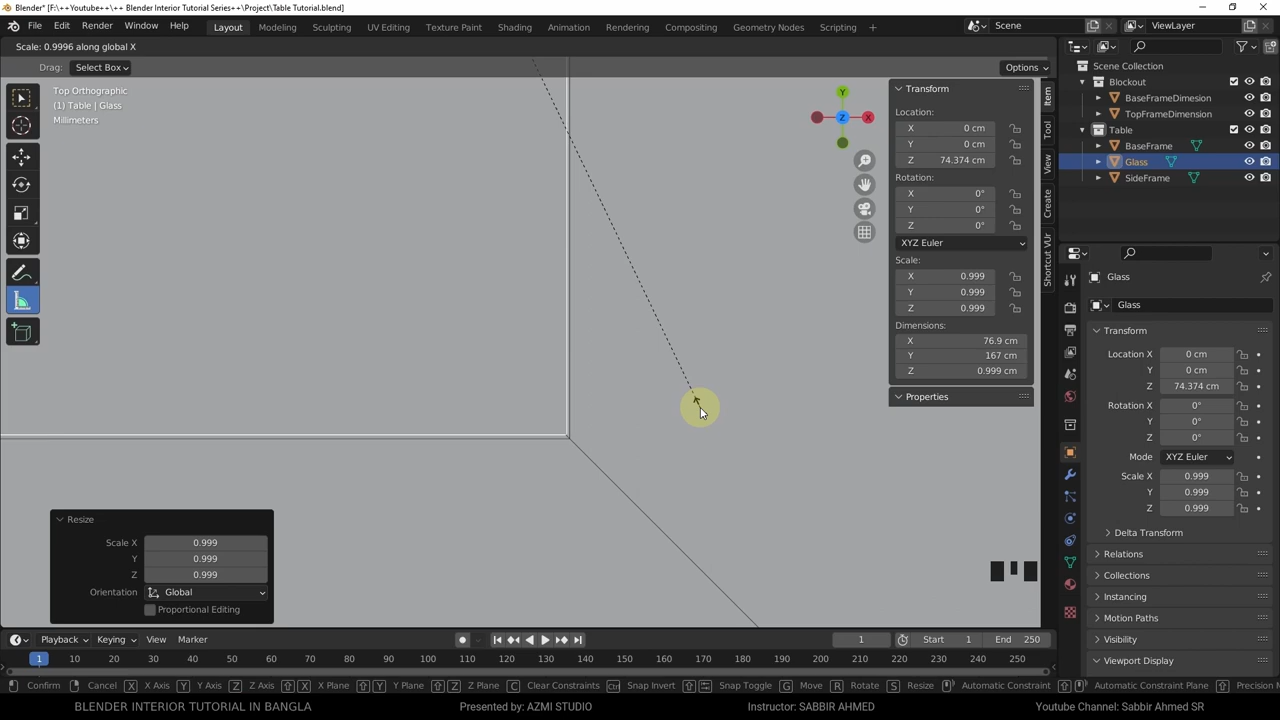 Blender* [F:\++Youtube++\++ Blender Interior Tutorial Series++\Project\Table Tutorial.blend]
File Edit Render Window Help Layout Modeling Sculpting UV Editing Texture Paint Shading Animation Rendering Compositing Geometry Nodes Scripting + Scene ViewLayer
Scale: 0.9996 along global X
Drag: Select Box Options
Top Orthographic
(1) Table | Glass
Millimeters
Y
Z X
Transform
Location:
X 0 cm
Y 0 cm
Z 74.374 cm
Rotation:
X 0°
Y 0°
Z 0°
XYZ Euler
Scale:
X 0.999
Y 0.999
Z 0.999
Dimensions:
X 76.9 cm
Y 167 cm
Z 0.999 cm
Properties
Item
Tool
View
Create
Shortcut VUr
Scene Collection
Blockout
BaseFrameDimesion
TopFrameDimension
Table
BaseFrame
Glass
SideFrame
Glass
Glass
Transform
Location X 0 cm
Y 0 cm
Z 74.374 cm
Rotation X 0°
Y 0°
Z 0°
Mode XYZ Euler
Scale X 0.999
Y 0.999
Z 0.999
Delta Transform
Relations
Collections
Instancing
Motion Paths
Visibility
Viewport Display
Resize
Scale X 0.999
Y 0.999
Z 0.999
Orientation Global
Proportional Editing
Playback Keying View Marker 1 Start 1 End 250
1 10 20 30 40 50 60 70 80 90 100 110 120 130 140 150 160 170 180 190 200 210 220 230 240 250
Confirm Cancel X X Axis Y Y Axis Z Z Axis X X Plane Y Y Plane Z Z Plane C Clear Constraints Ctrl Snap Invert Snap Toggle G Move R Rotate S Resize Automatic Constraint Automatic Constraint Plane Precision M
BLENDER INTERIOR TUTORIAL IN BANGLA Presented by: AZMI STUDIO Instructor: SABBIR AHMED Youtube Channel: Sabbir Ahmed SR